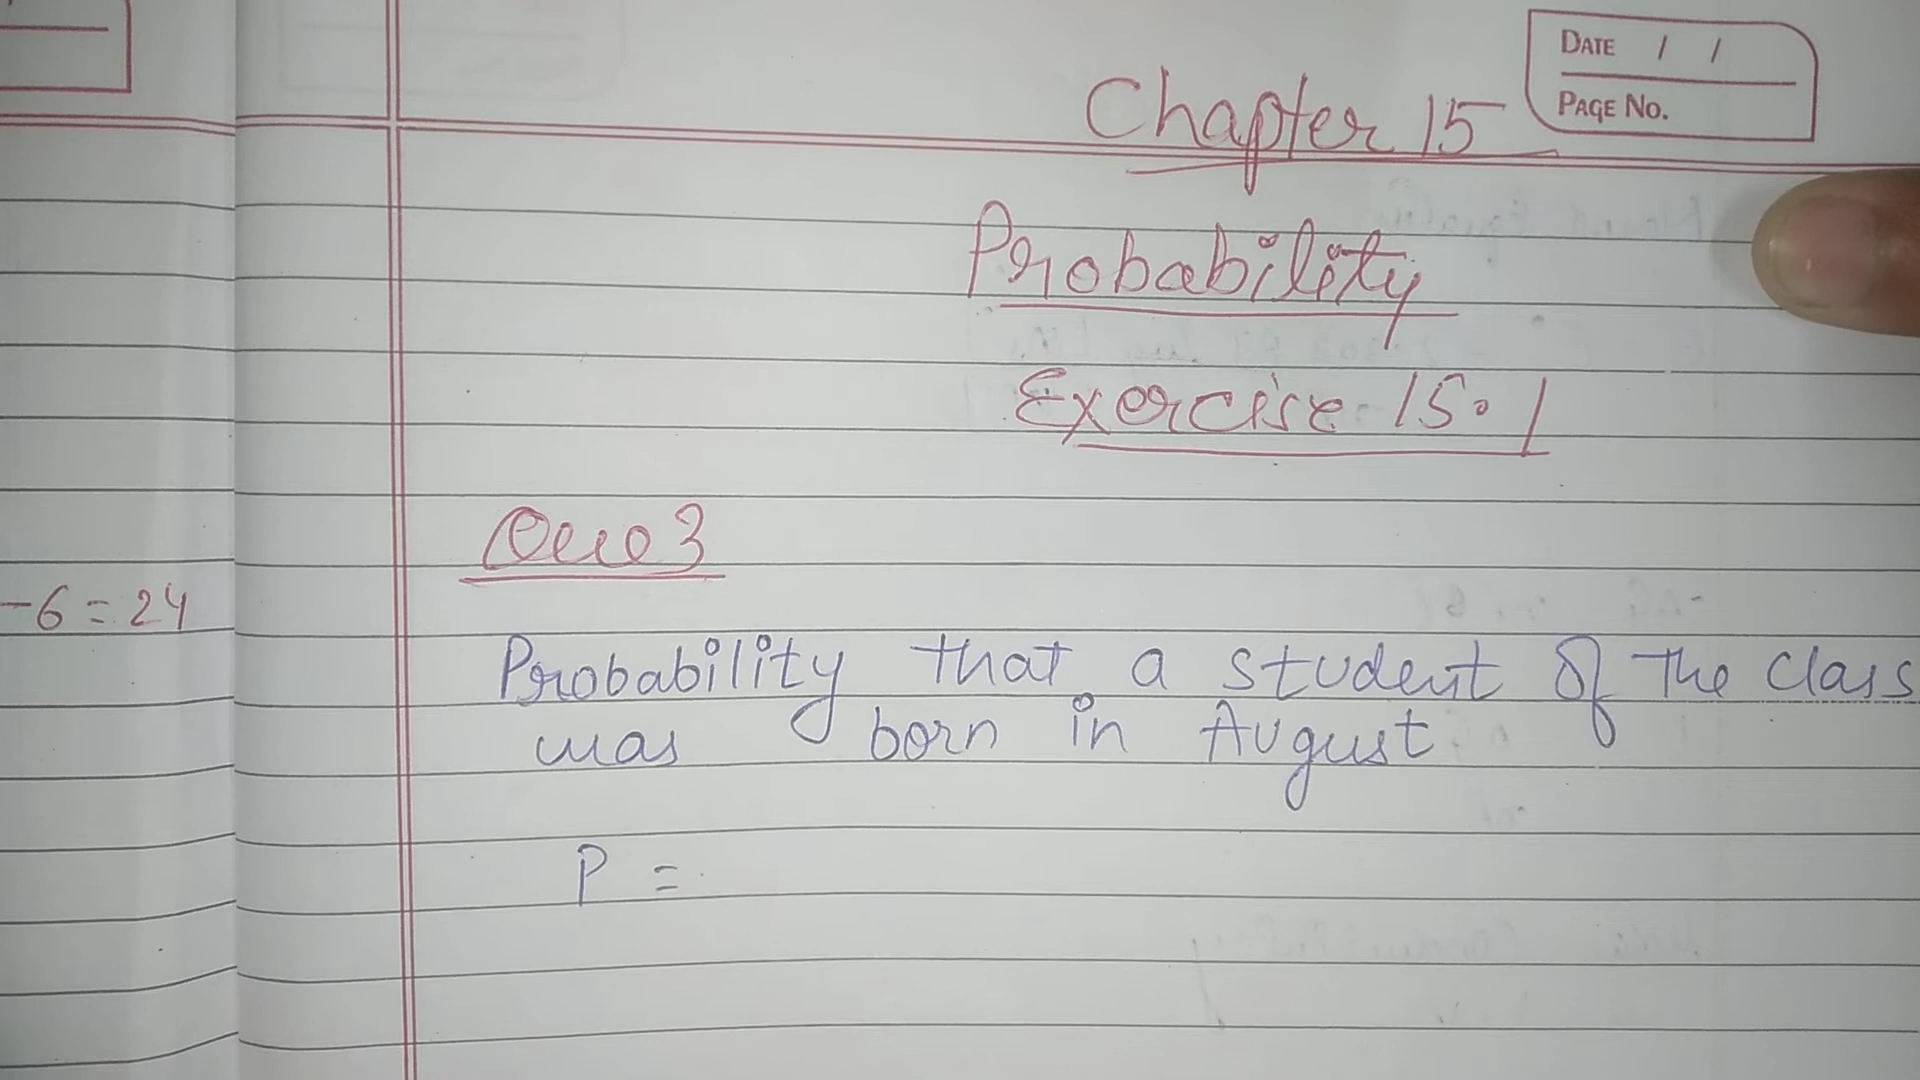 DATE / /
PAGE NO.
Chapter 15
Probability
Exercise 15.1
Que 3
-6 = 24
Probability that a student of the class
was born in August
P =